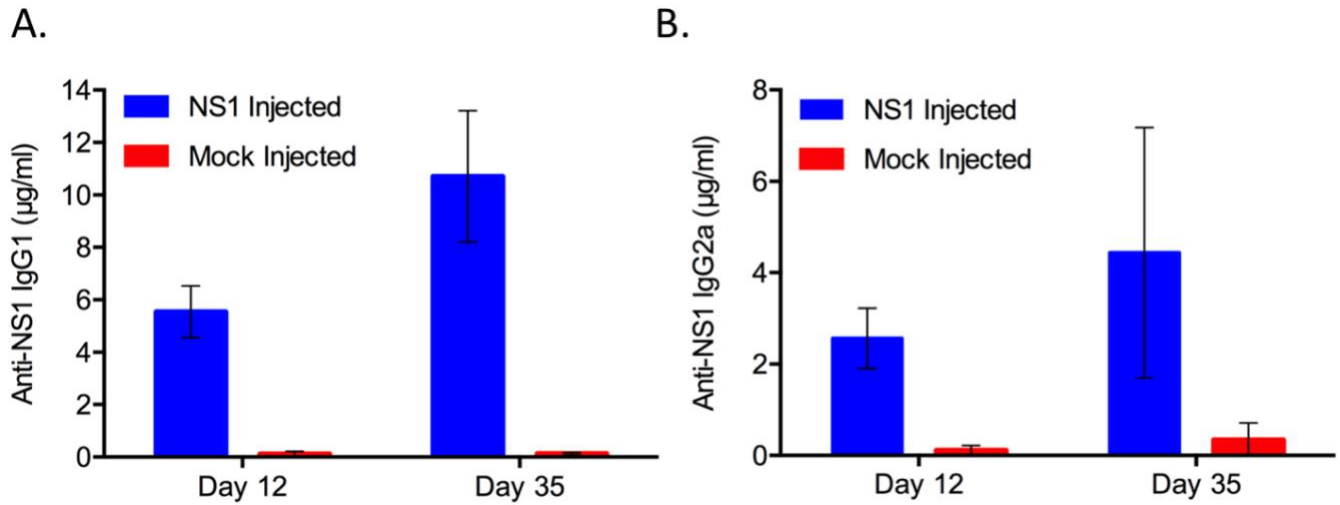 A.
Anti-NS1 IgG1 (µg/ml)
14
12
10
8
6
4
2
0
NS1 Injected
Mock Injected
Day 12
Day 35
B.
Anti-NS1 IgG2a (µg/ml)
8
6
4
2
0
NS1 Injected
Mock Injected
Day 12
Day 35